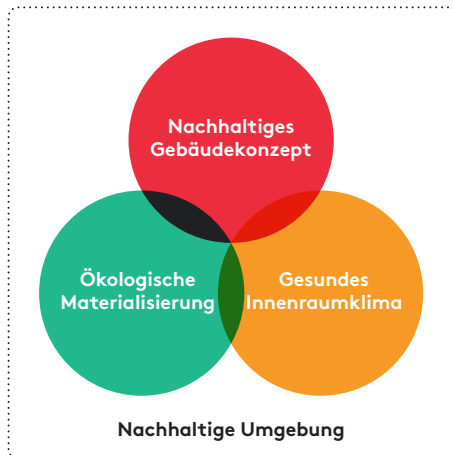 Nachhaltiges
Gebäudekonzept
Ökologische
Materialisierung
Gesundes
Innenraumklima
Nachhaltige Umgebung